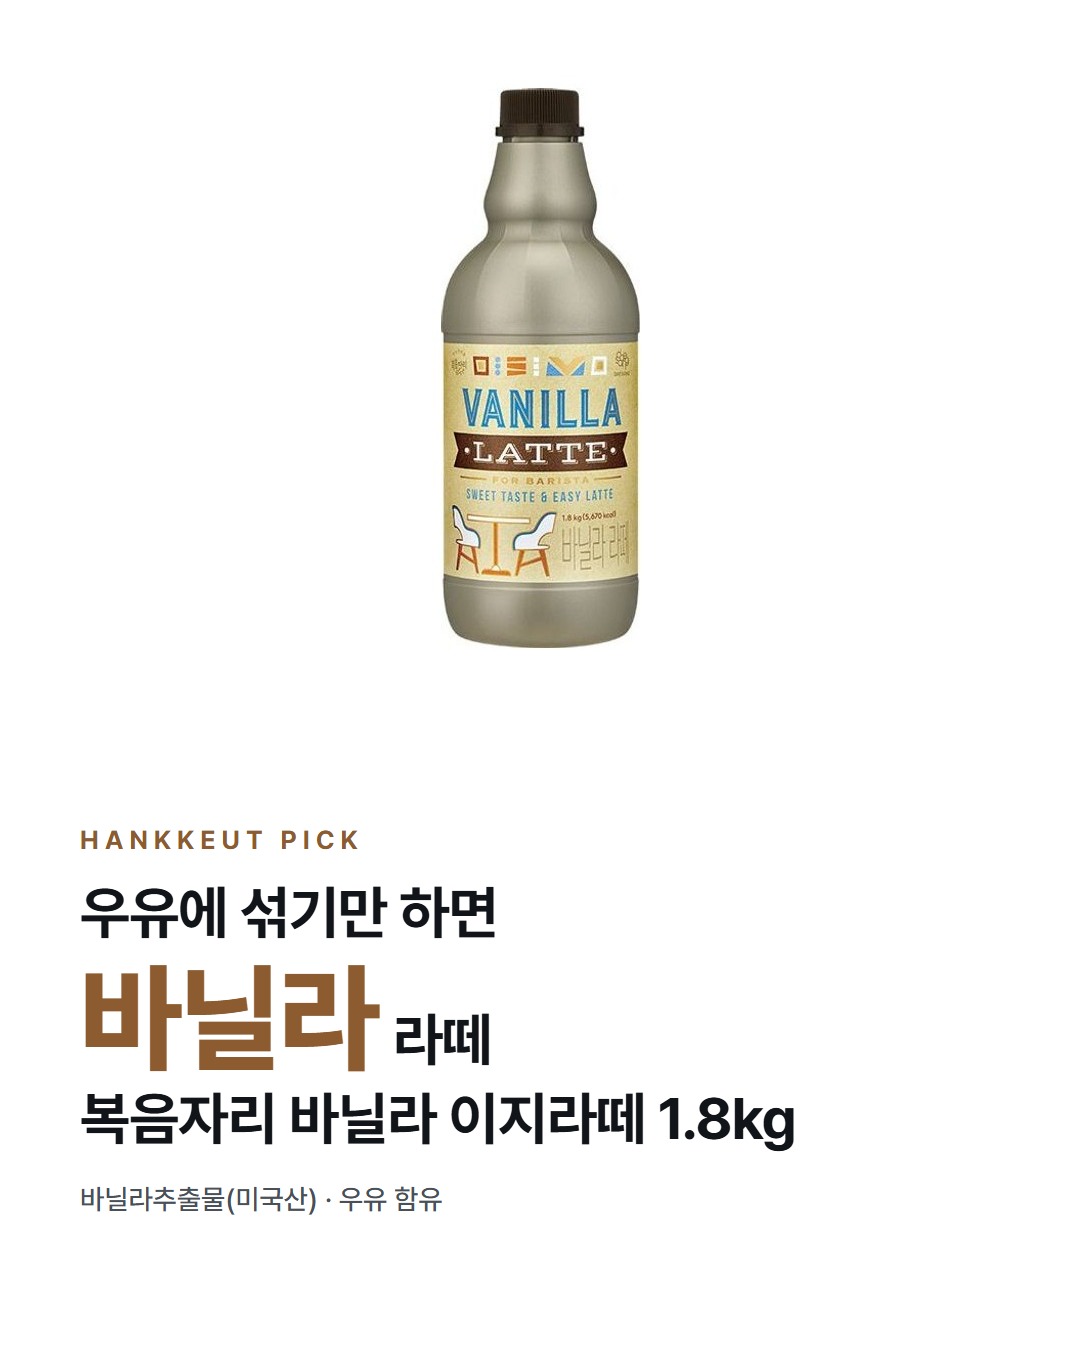 VANILLA
LATTE
FOR BARISTA
SWEET TASTE & EASY LATTE
1.8 kg(5,670 kcal)
바닐라 라떼
HANKKEUT PICK
우유에 섞기만 하면
바닐라 라떼
복음자리 바닐라 이지라떼 1.8kg
바닐라추출물(미국산) · 우유 함유